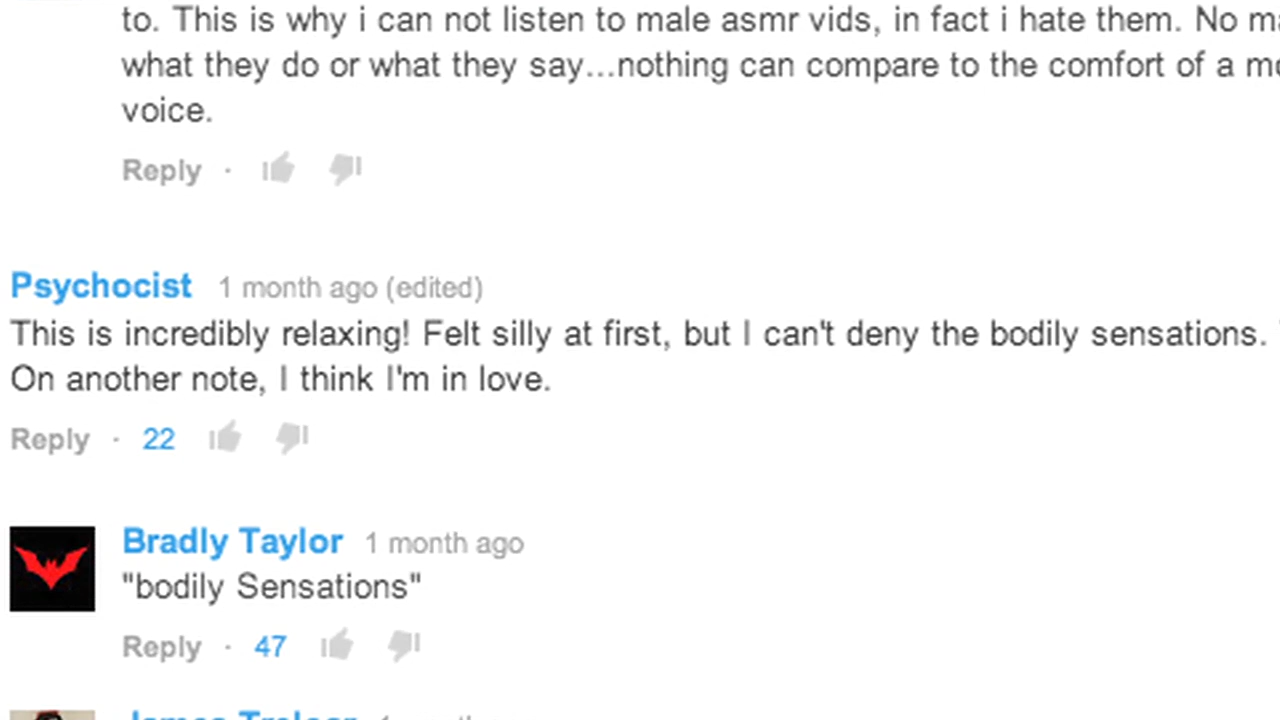 to. This is why i can not listen to male asmr vids, in fact i hate them. No
what they do or what they say...nothing can compare to the comfort of a
voice.
Reply ·
Psychocist 1 month ago (edited)
This is incredibly relaxing! Felt silly at first, but I can't deny the bodily sensations.
On another note, I think I'm in love.
Reply · 22
Bradly Taylor 1 month ago
"bodily Sensations"
Reply · 47